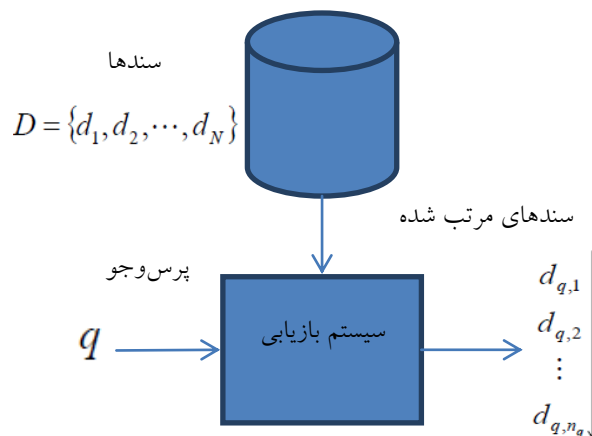 سندها
D = {d_1, d_2, ⋯, d_N}
سندهای مرتب شده
پرس‌وجو
d_{q,1}
سیستم بازیابی
d_{q,2}
q
⋮
d_{q,n_q}